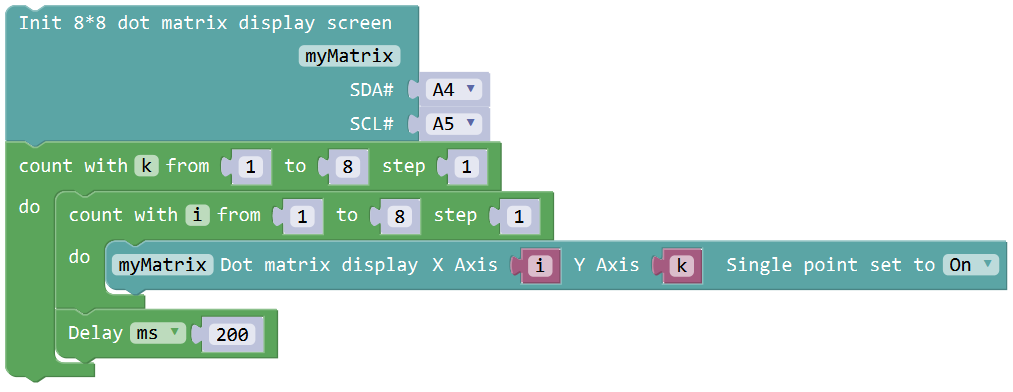 Init 8*8 dot matrix display screen
myMatrix
SDA# A4
SCL# A5
count with k from 1 to 8 step 1
do
count with i from 1 to 8 step 1
do
myMatrix Dot matrix display X Axis i Y Axis k Single point set to On
Delay ms 200